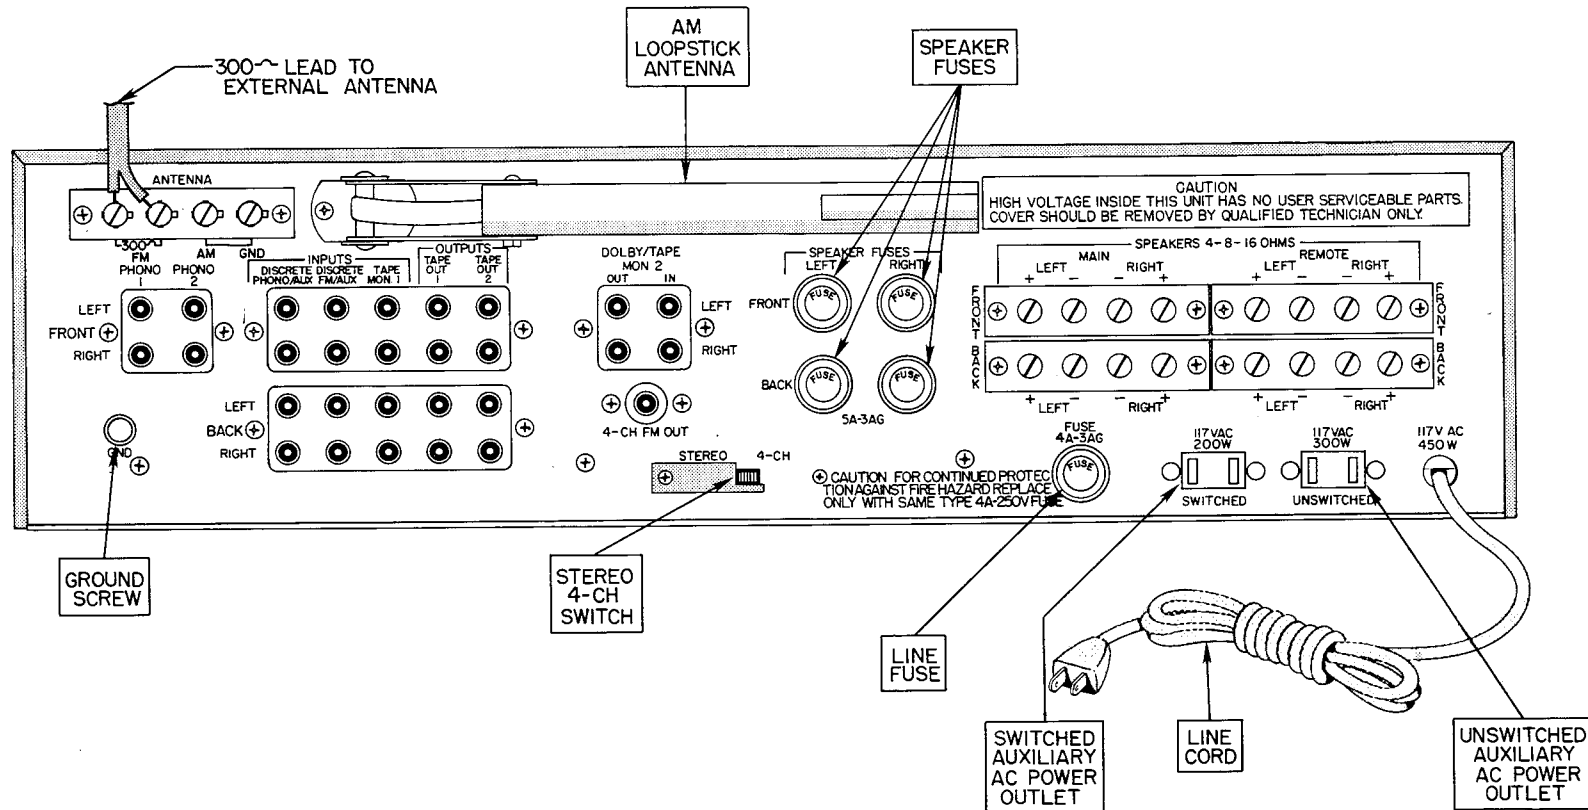 AM
LOOPSTICK
ANTENNA
SPEAKER
FUSES
300~ LEAD TO
EXTERNAL ANTENNA
ANTENNA
300~
FM
AM
GND
CAUTION
HIGH VOLTAGE INSIDE THIS UNIT HAS NO USER SERVICEABLE PARTS.
COVER SHOULD BE REMOVED BY QUALIFIED TECHNICIAN ONLY.
PHONO 1
PHONO 2
LEFT
FRONT
RIGHT
INPUTS
DISCRETE PHONO/AUX
DISCRETE FM/AUX
TAPE MON. 1
OUTPUTS
TAPE OUT 1
TAPE OUT 2
LEFT
BACK
RIGHT
GND
DOLBY/TAPE
MON 2
OUT IN
LEFT
RIGHT
4-CH FM OUT
STEREO 4-CH
SPEAKER FUSES
LEFT RIGHT
FRONT
FUSE FUSE
BACK
FUSE FUSE
5A-3AG
SPEAKERS 4-8-16 OHMS
MAIN REMOTE
LEFT RIGHT LEFT RIGHT
+ - - + + - - +
FRONT FRONT
BACK BACK
+ - - + + - - +
LEFT RIGHT LEFT RIGHT
CAUTION FOR CONTINUED PROTEC
TION AGAINST FIRE HAZARD REPLACE
ONLY WITH SAME TYPE 4A-250V FUSE
FUSE
4A-3AG
FUSE
117VAC
200W
SWITCHED
117VAC
300W
UNSWITCHED
117V AC
450W
GROUND
SCREW
STEREO
4-CH
SWITCH
LINE
FUSE
SWITCHED
AUXILIARY
AC POWER
OUTLET
LINE
CORD
UNSWITCHED
AUXILIARY
AC POWER
OUTLET